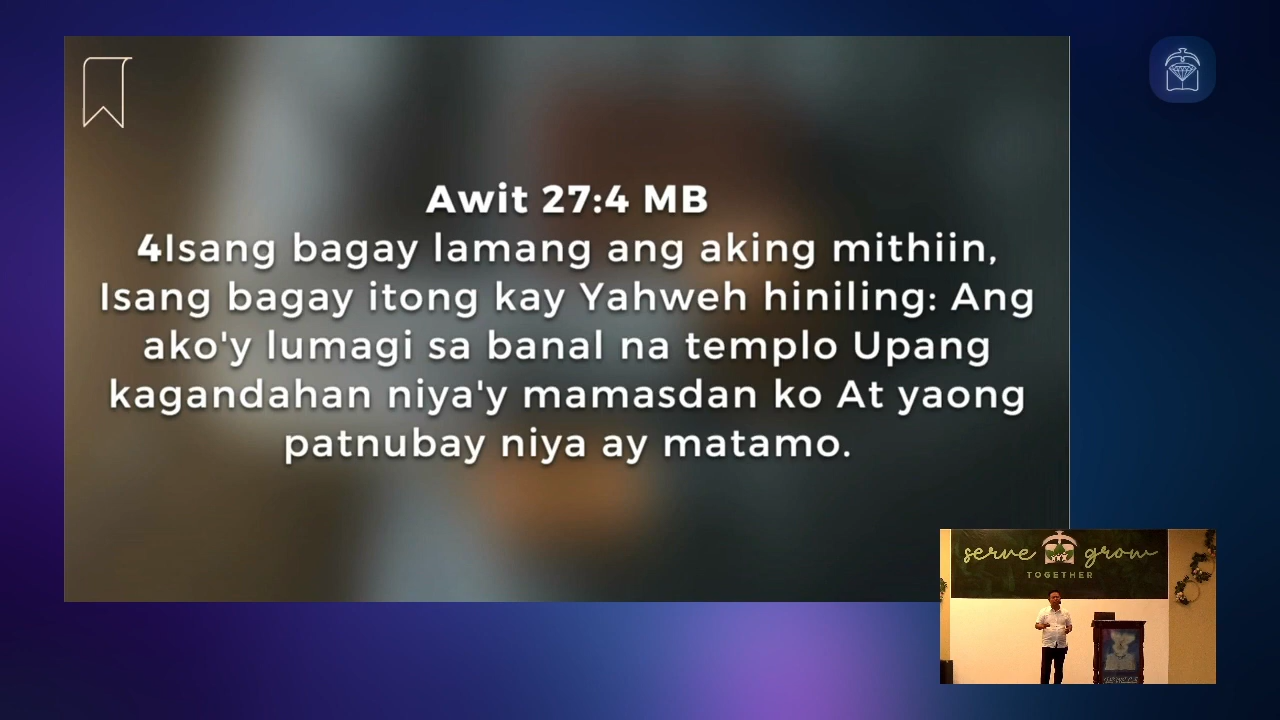 Awit 27:4 MB
4Isang bagay lamang ang aking mithiin,
Isang bagay itong kay Yahweh hiniling: Ang
ako'y lumagi sa banal na templo Upang
kagandahan niya'y mamasdan ko At yaong
patnubay niya ay matamo.
serve grow
TOGETHER